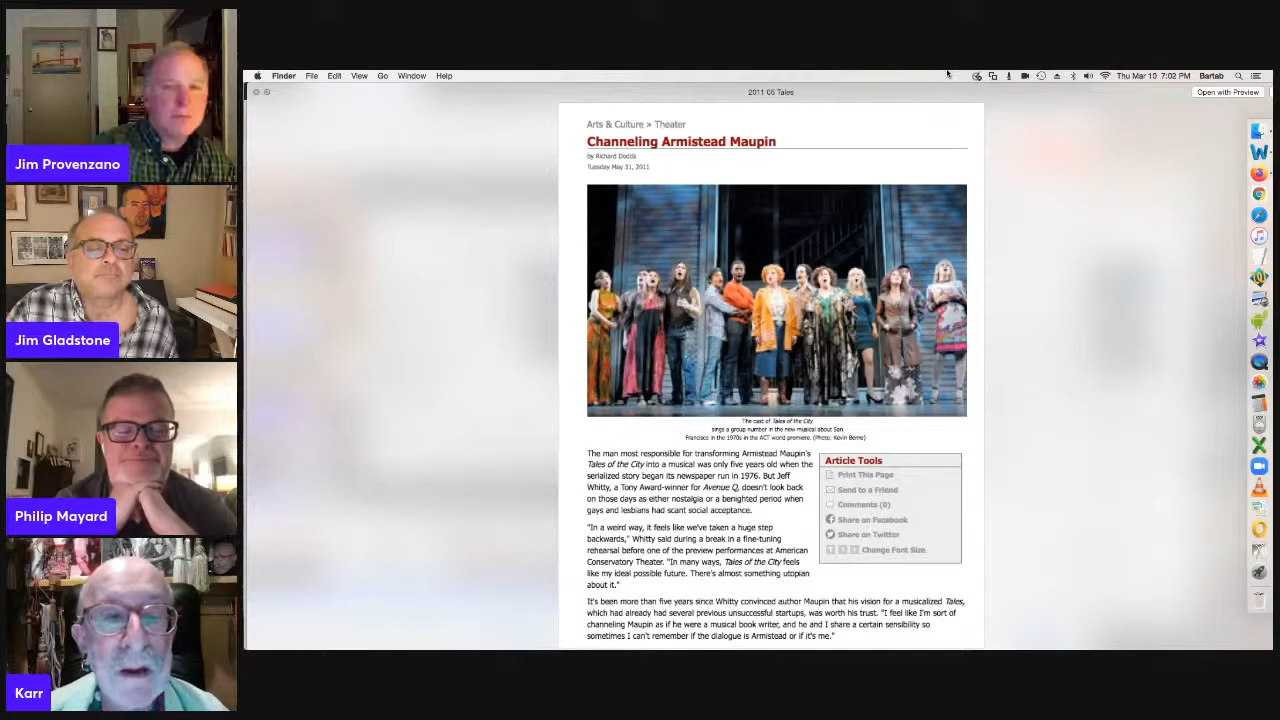 Jim Provenzano
Jim Gladstone
Philip Mayard
Karr
Finder File Edit View Go Window Help
Thu Mar 10 7:02 PM Bartab
2011 05 Tales
Open with Preview
Arts & Culture » Theater
Channeling Armistead Maupin
by Richard Dodds
Tuesday May 31, 2011
The cast of Tales of the City
sings a group number in the new musical about San
Francisco in the 1970s in the ACT world premiere. (Photo: Kevin Berne)
The man most responsible for transforming Armistead Maupin's
Tales of the City into a musical was only five years old when the
serialized story began its newspaper run in 1976. But Jeff
Whitty, a Tony Award-winner for Avenue Q, doesn't look back
on those days as either nostalgia or a benighted period when
gays and lesbians had scant social acceptance.
"In a weird way, it feels like we've taken a huge step
backwards," Whitty said during a break in a fine-tuning
rehearsal before one of the preview performances at American
Conservatory Theater. "In many ways, Tales of the City feels
like my ideal possible future. There's almost something utopian
about it."
Article Tools
Print This Page
Send to a Friend
Comments (0)
Share on Facebook
Share on Twitter
Change Font Size
It's been more than five years since Whitty convinced author Maupin that his vision for a musicalized Tales,
which had already had several previous unsuccessful startups, was worth his trust. "I feel like I'm sort of
channeling Maupin as if he were a musical book writer, and he and I share a certain sensibility so
sometimes I can't remember if the dialogue is Armistead or if it's me."